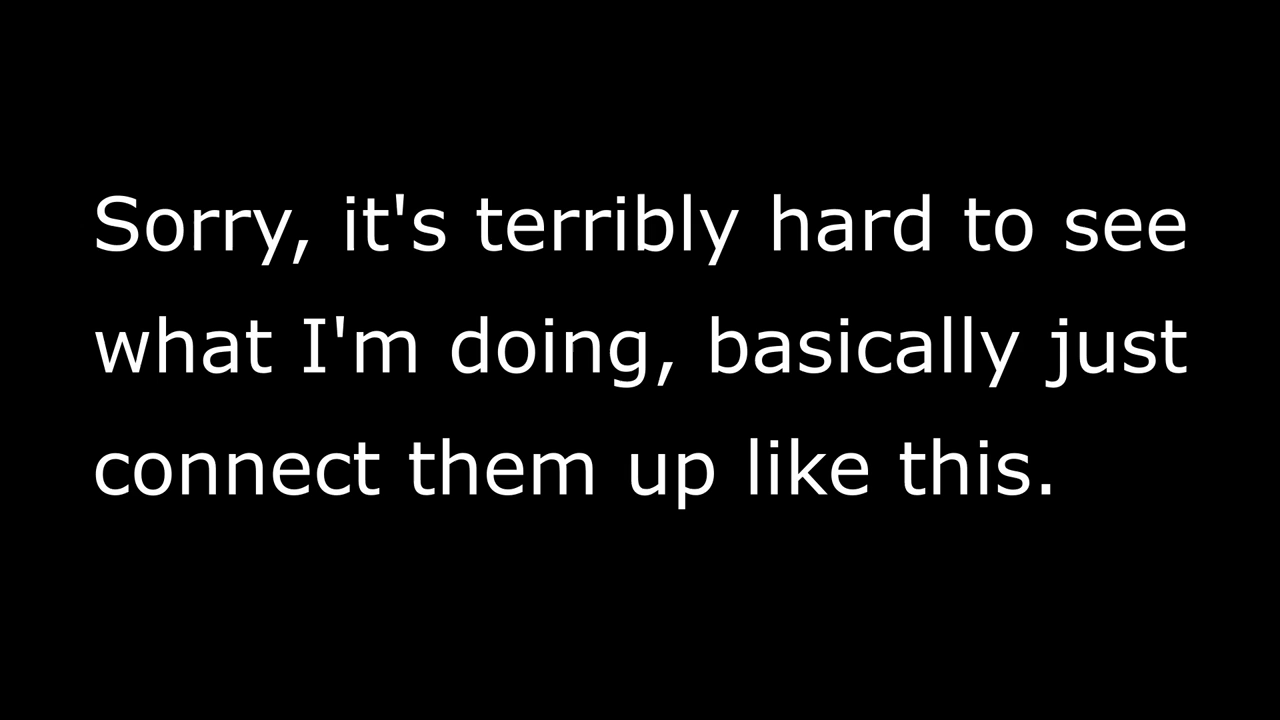 Sorry, it's terribly hard to see
what I'm doing, basically just
connect them up like this.